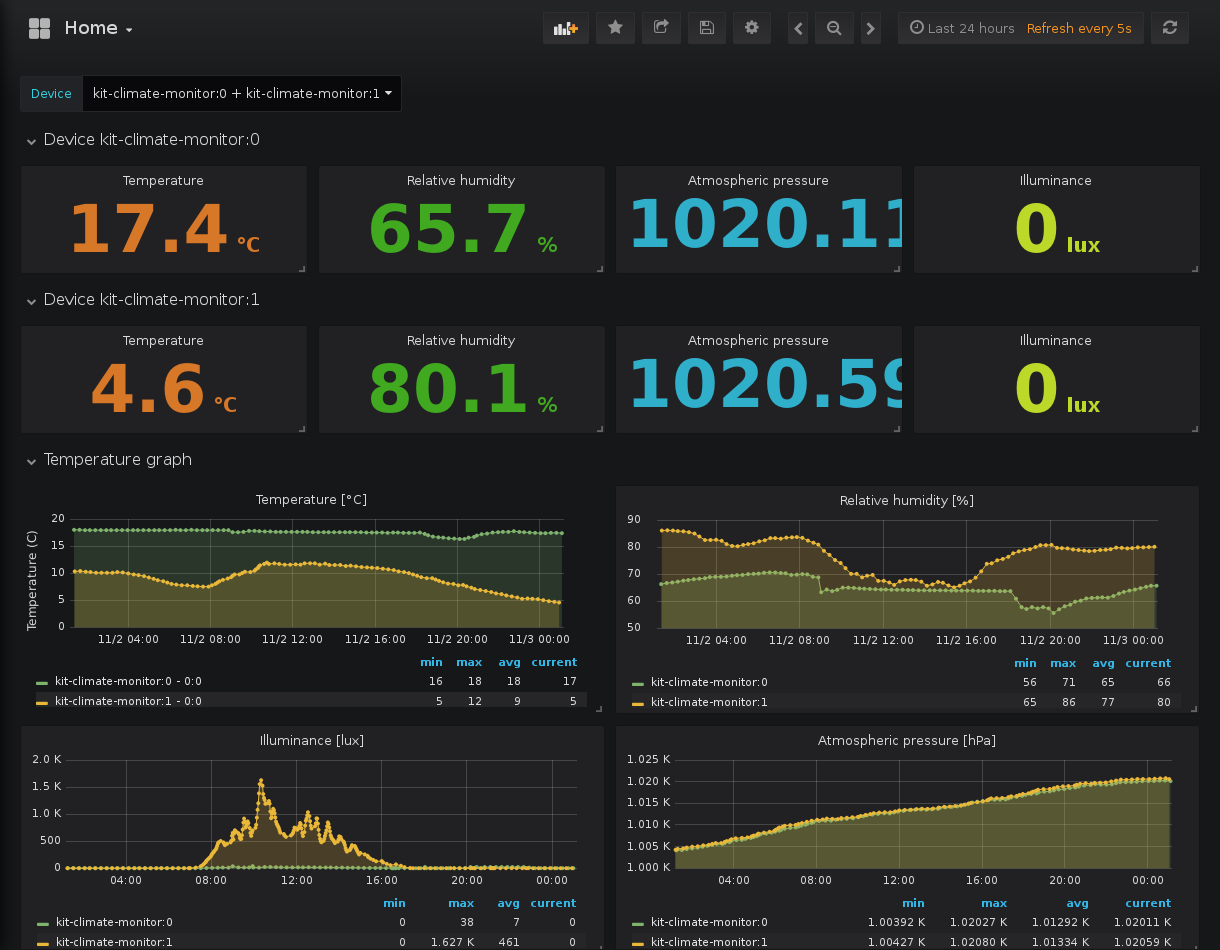 Home
Last 24 hours Refresh every 5s
Device kit-climate-monitor:0 + kit-climate-monitor:1
Device kit-climate-monitor:0
Temperature Relative humidity Atmospheric pressure Illuminance
17.4 °C 65.7 % 1020.11 0 lux
Device kit-climate-monitor:1
Temperature Relative humidity Atmospheric pressure Illuminance
4.6 °C 80.1 % 1020.59 0 lux
Temperature graph
Temperature [°C]
Temperature (C)
20
15
10
5
0
11/2 04:00 11/2 08:00 11/2 12:00 11/2 16:00 11/2 20:00 11/3 00:00
min max avg current
kit-climate-monitor:0 - 0:0 16 18 18 17
kit-climate-monitor:1 - 0:0 5 12 9 5
Relative humidity [%]
90
80
70
60
50
11/2 04:00 11/2 08:00 11/2 12:00 11/2 16:00 11/2 20:00 11/3 00:00
min max avg current
kit-climate-monitor:0 56 71 65 66
kit-climate-monitor:1 65 86 77 80
Illuminance [lux]
2.0 K
1.5 K
1.0 K
500
0
04:00 08:00 12:00 16:00 20:00 00:00
min max avg current
kit-climate-monitor:0 0 38 7 0
kit-climate-monitor:1 0 1.627 K 461 0
Atmospheric pressure [hPa]
1.025 K
1.020 K
1.015 K
1.010 K
1.005 K
1.000 K
04:00 08:00 12:00 16:00 20:00 00:00
min max avg current
kit-climate-monitor:0 1.00392 K 1.02027 K 1.01292 K 1.02011 K
kit-climate-monitor:1 1.00427 K 1.02080 K 1.01334 K 1.02059 K